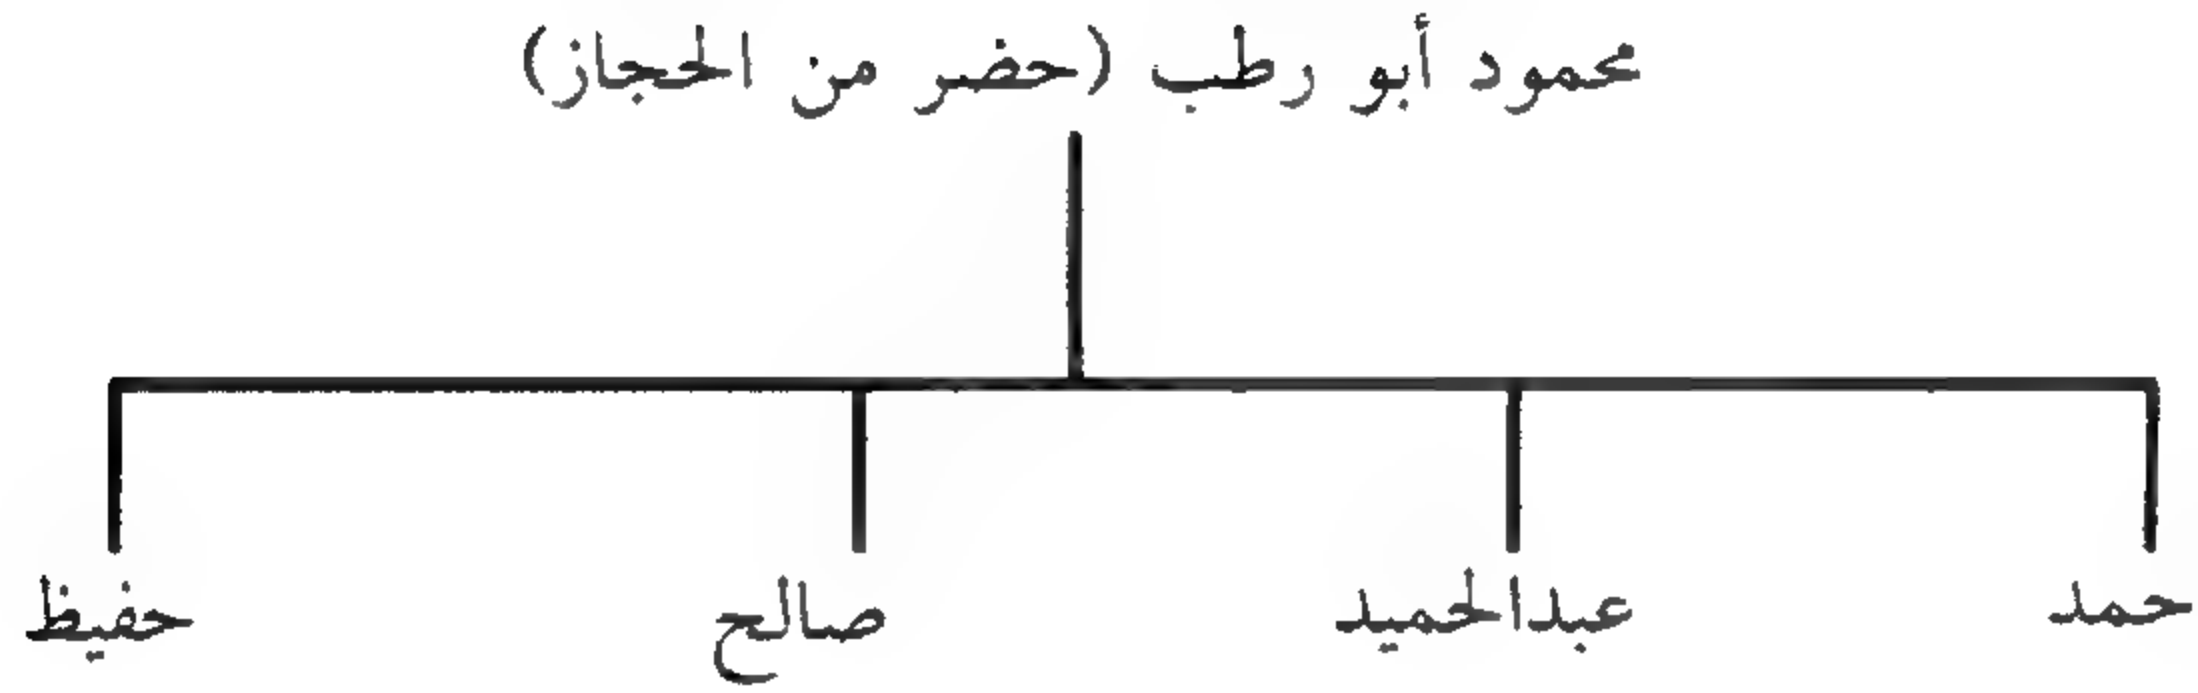 محمود أبو رطب (حضر من الحجاز)
حمد عبدالحميد صالح حفيظ